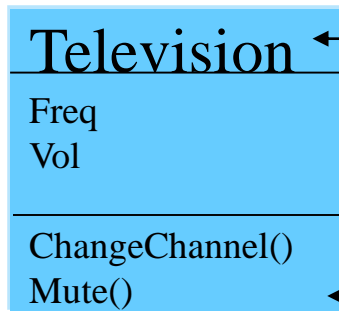 Television
Freq
Vol
ChangeChannel()
Mute()